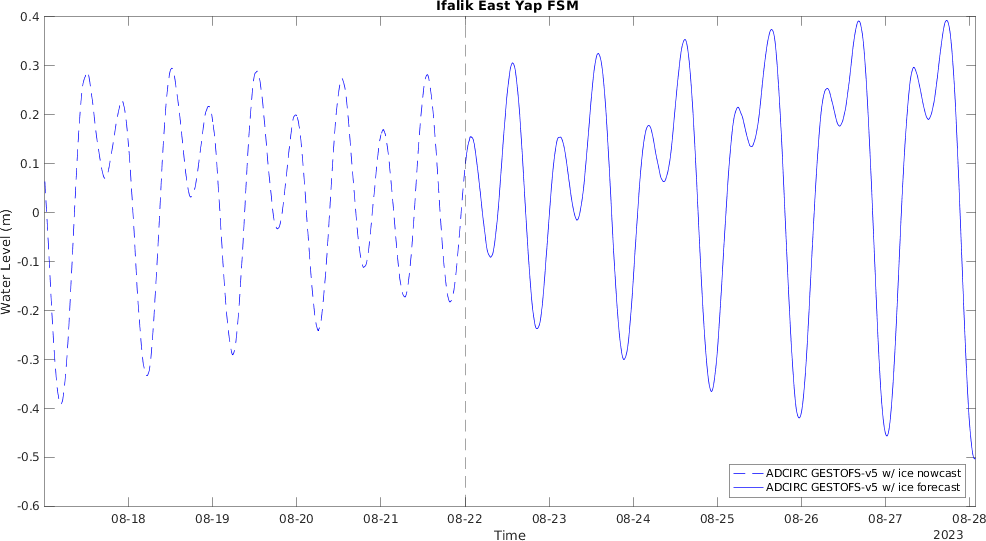 Ifalik East Yap FSM
0.4
0.3
0.2
0.1
0
-0.1
-0.2
-0.3
-0.4
-0.5
-0.6
Water Level (m)
ADCIRC GESTOFS-v5 w/ ice nowcast
ADCIRC GESTOFS-v5 w/ ice forecast
08-18 08-19 08-20 08-21 08-22 08-23 08-24 08-25 08-26 08-27 08-28
Time
2023